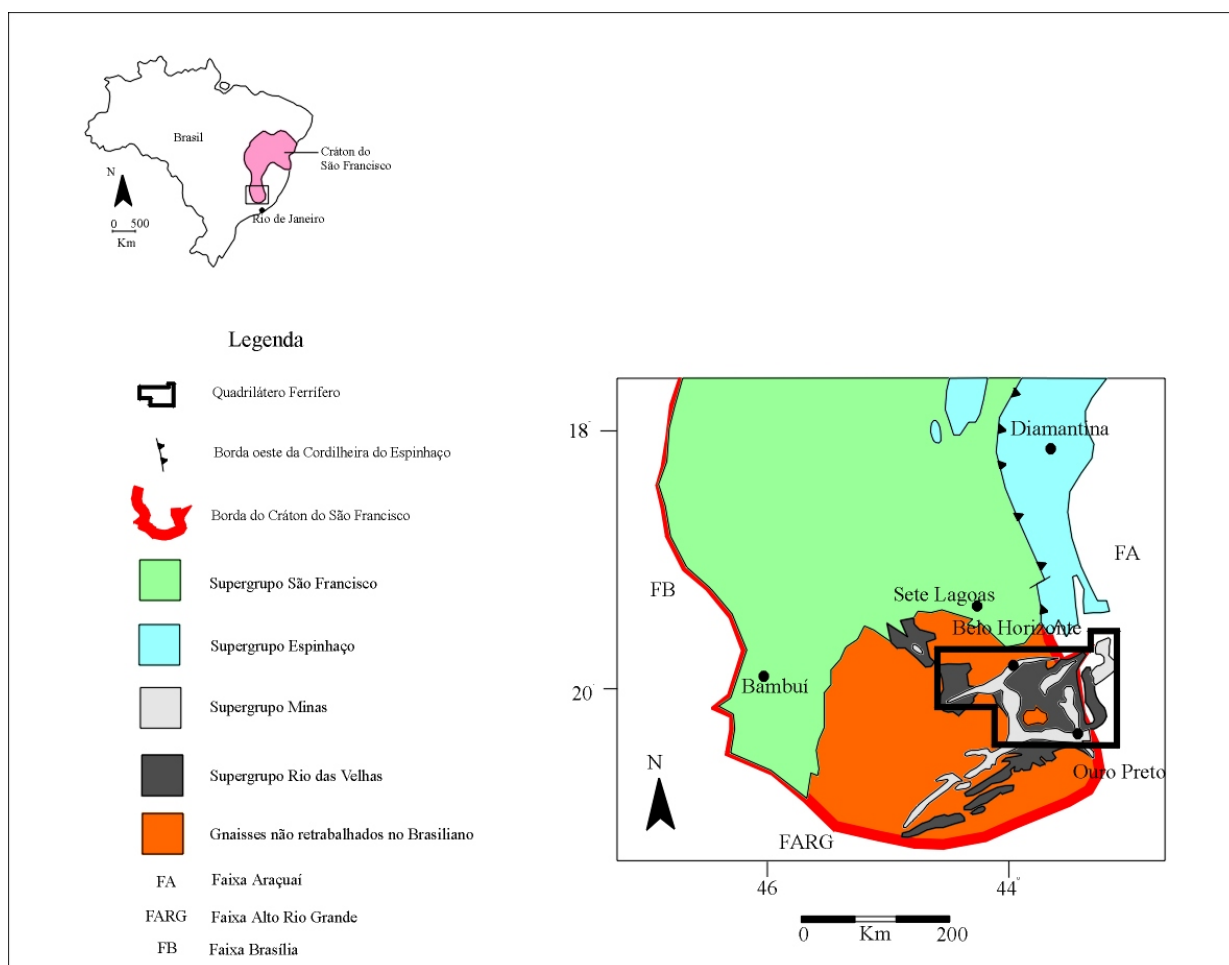 Brasil
Cráton do
São Francisco
N
0 500
Km
Rio de Janeiro
Legenda
Quadrilátero Ferrífero
Borda oeste da Cordilheira do Espinhaço
Borda do Cráton do São Francisco
Supergrupo São Francisco
Supergrupo Espinhaço
Supergrupo Minas
Supergrupo Rio das Velhas
Gnaisses não retrabalhados no Brasiliano
FA Faixa Araçuaí
FARG Faixa Alto Rio Grande
FB Faixa Brasília
18°
Diamantina
FA
FB
Sete Lagoas
Belo Horizonte
20°
Bambuí
N
Ouro Preto
FARG
46
44°
0 Km 200